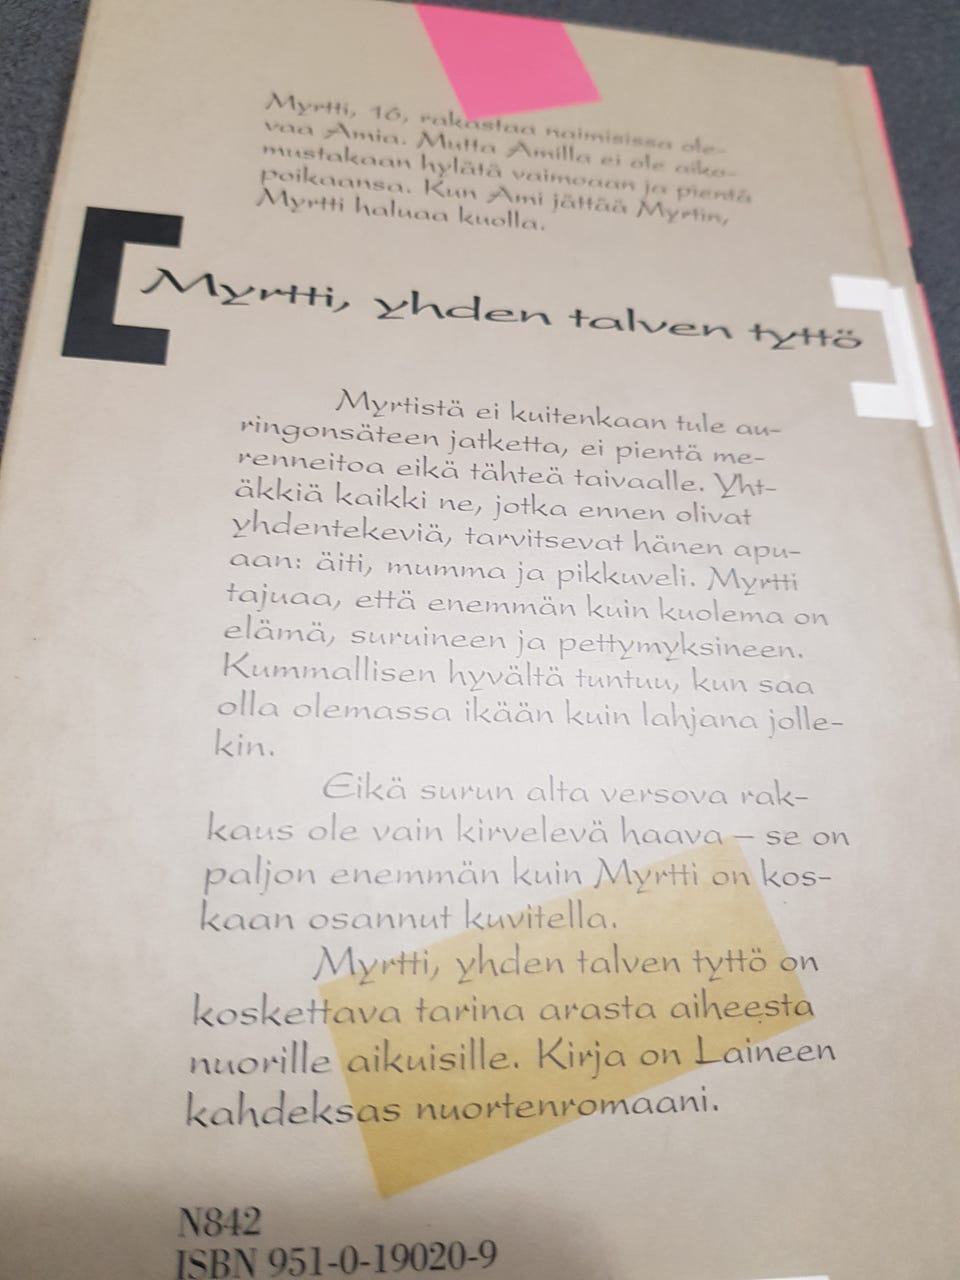 Myrtti, 16, rakastaa naimisissa ole-
vaa Amia. Mutta Amilla ei ole aiko-
mustakaan hylätä vaimoaan ja pientä
poikaansa. Kun Ami jättää Myrtin,
Myrtti haluaa kuolla.
Myrtti, yhden talven tyttö
Myrtistä ei kuitenkaan tule au-
ringonsäteen jatketta, ei pientä me-
renneitoa eikä tähteä taivaalle. Yht-
äkkiä kaikki ne, jotka ennen olivat
yhdentekeviä, tarvitsevat hänen apu-
aan: äiti, mumma ja pikkuveli. Myrtti
tajuaa, että enemmän kuin kuolema on
elämä, suruineen ja pettymyksineen.
Kummallisen hyvältä tuntuu, kun saa
olla olemassa ikään kuin lahjana jolle-
kin.
Eikä surun alta versova rak-
kaus ole vain kirvelevä haava – se on
paljon enemmän kuin Myrtti on kos-
kaan osannut kuvitella.
Myrtti, yhden talven tyttö on
koskettava tarina arasta aiheesta
nuorille aikuisille. Kirja on Laineen
kahdeksas nuortenromaani.
N842
ISBN 951-0-19020-9